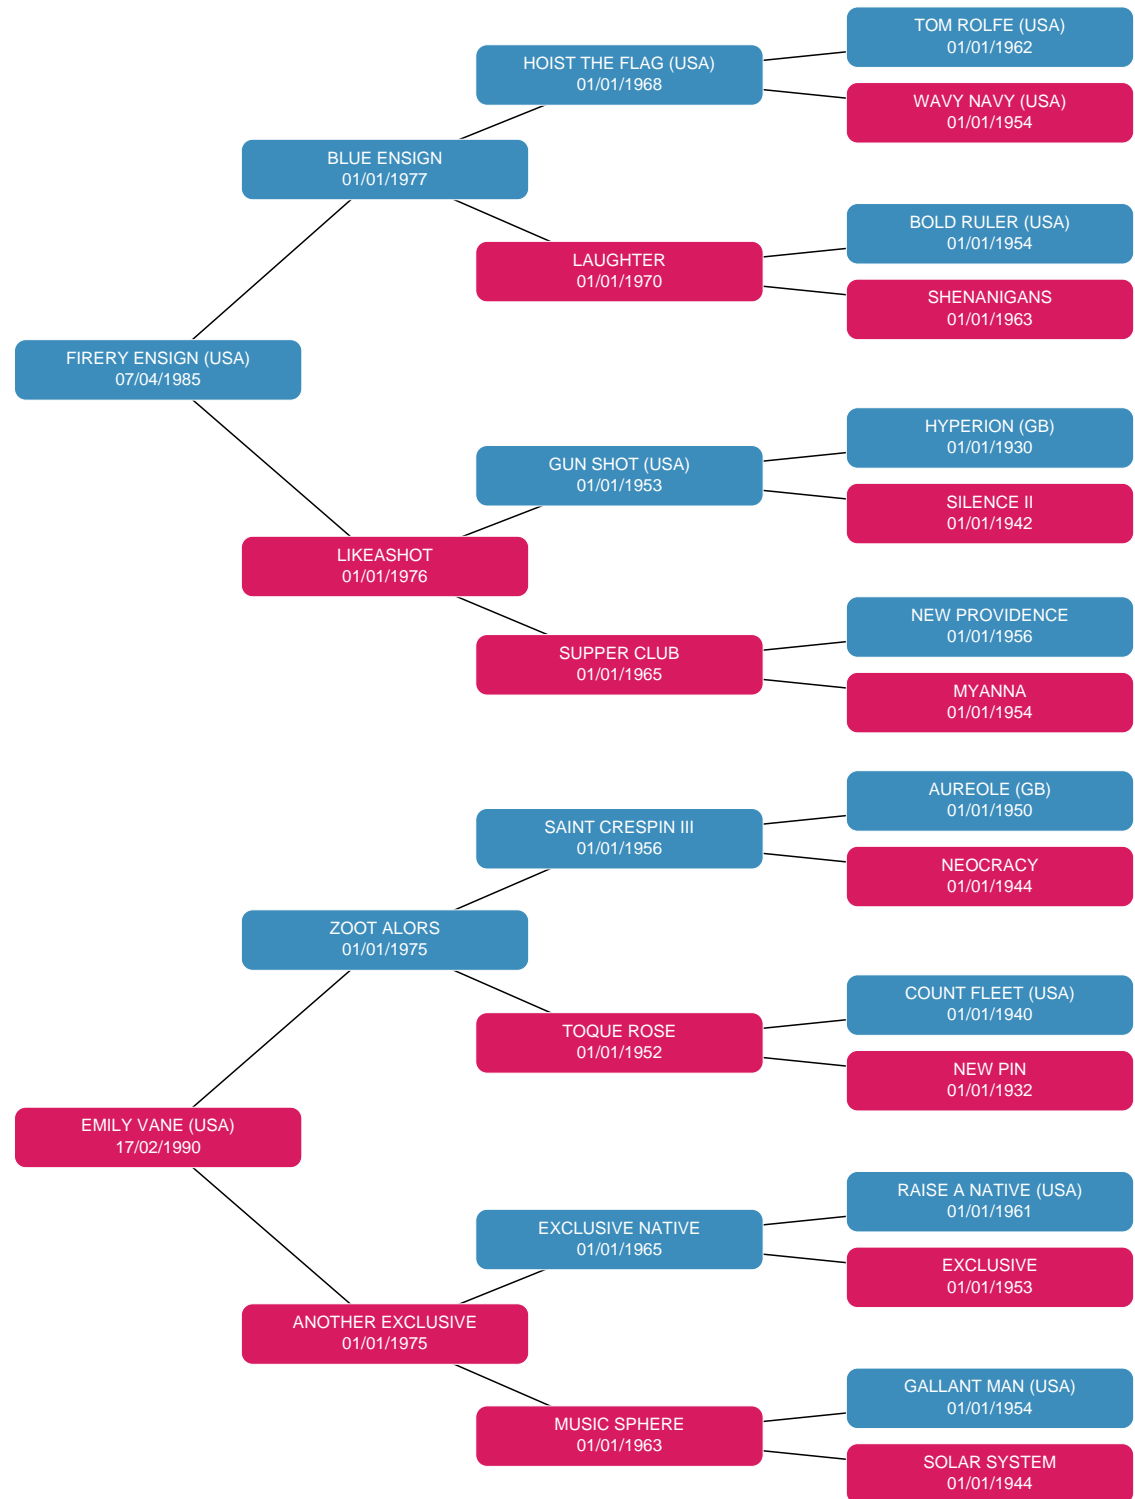 TOM ROLFE (USA)
01/01/1962
HOIST THE FLAG (USA)
01/01/1968
WAVY NAVY (USA)
01/01/1954
BLUE ENSIGN
01/01/1977
BOLD RULER (USA)
01/01/1954
LAUGHTER
01/01/1970
SHENANIGANS
01/01/1963
FIRERY ENSIGN (USA)
07/04/1985
HYPERION (GB)
01/01/1930
GUN SHOT (USA)
01/01/1953
SILENCE II
01/01/1942
LIKEASHOT
01/01/1976
NEW PROVIDENCE
01/01/1956
SUPPER CLUB
01/01/1965
MYANNA
01/01/1954
AUREOLE (GB)
01/01/1950
SAINT CRESPIN III
01/01/1956
NEOCRACY
01/01/1944
ZOOT ALORS
01/01/1975
COUNT FLEET (USA)
01/01/1940
TOQUE ROSE
01/01/1952
NEW PIN
01/01/1932
EMILY VANE (USA)
17/02/1990
RAISE A NATIVE (USA)
01/01/1961
EXCLUSIVE NATIVE
01/01/1965
EXCLUSIVE
01/01/1953
ANOTHER EXCLUSIVE
01/01/1975
GALLANT MAN (USA)
01/01/1954
MUSIC SPHERE
01/01/1963
SOLAR SYSTEM
01/01/1944